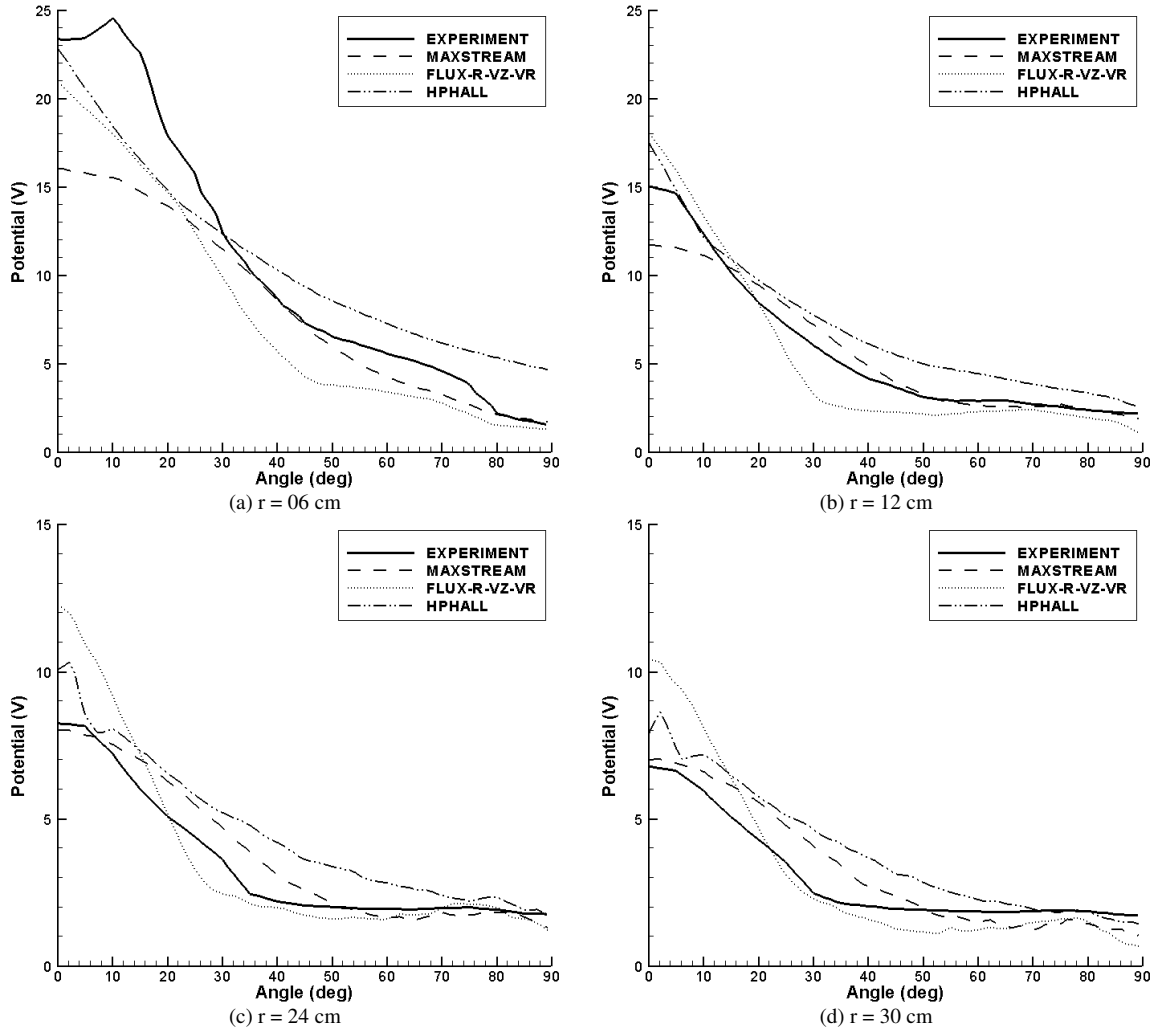 25
20
15
10
5
0
Potential (V)
EXPERIMENT
MAXSTREAM
FLUX-R-VZ-VR
HPHALL
0 10 20 30 40 50 60 70 80 90
Angle (deg)
(a) r = 06 cm
25
20
15
10
5
0
Potential (V)
EXPERIMENT
MAXSTREAM
FLUX-R-VZ-VR
HPHALL
0 10 20 30 40 50 60 70 80 90
Angle (deg)
(b) r = 12 cm
15
10
5
0
Potential (V)
EXPERIMENT
MAXSTREAM
FLUX-R-VZ-VR
HPHALL
0 10 20 30 40 50 60 70 80 90
Angle (deg)
(c) r = 24 cm
15
10
5
0
Potential (V)
EXPERIMENT
MAXSTREAM
FLUX-R-VZ-VR
HPHALL
0 10 20 30 40 50 60 70 80 90
Angle (deg)
(d) r = 30 cm